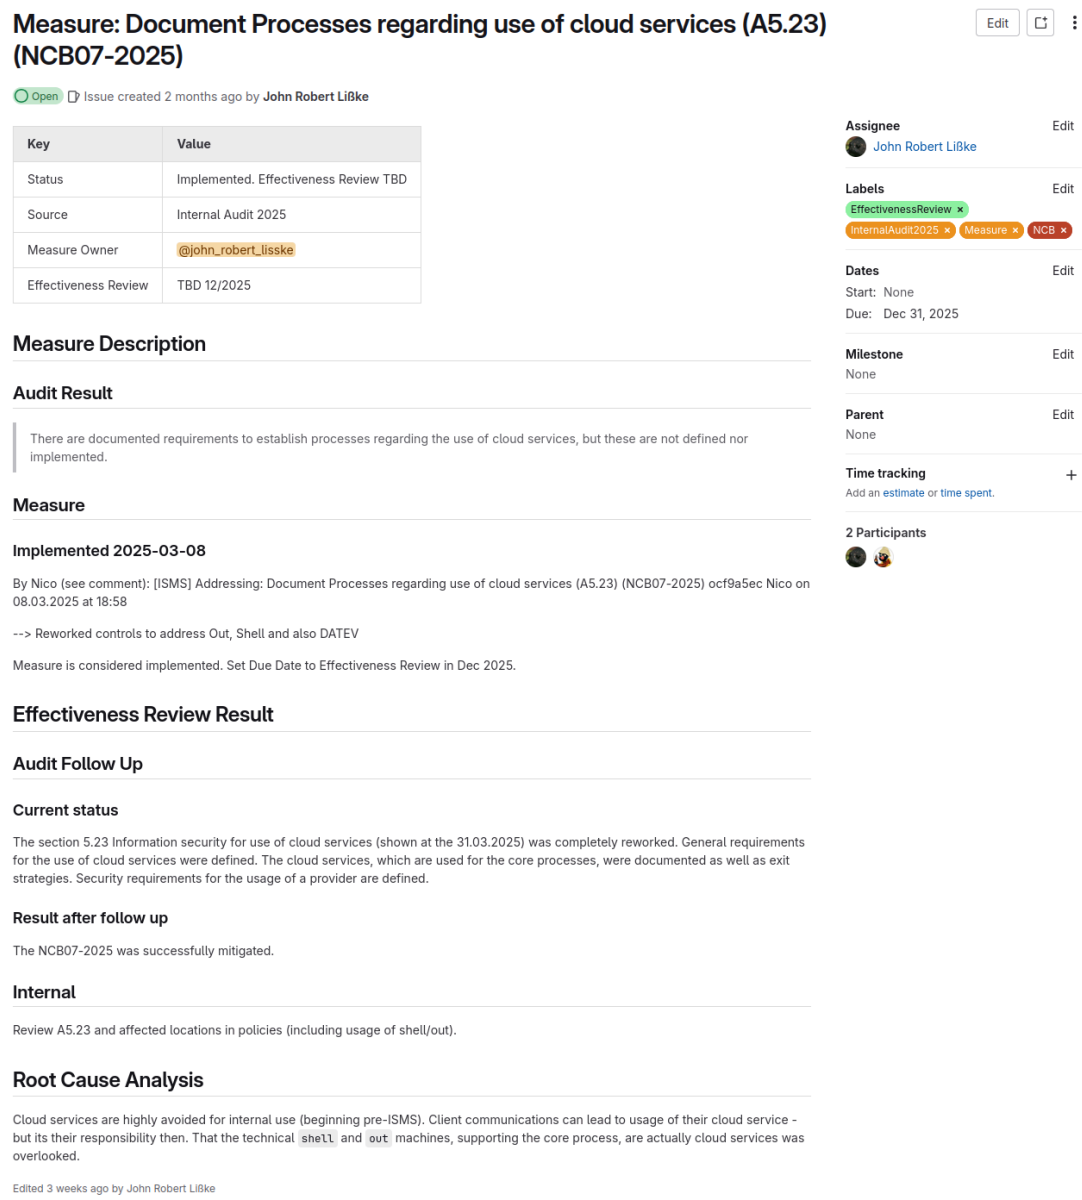 Measure: Document Processes regarding use of cloud services (A5.23)
(NCB07-2025)
Edit
Open Issue created 2 months ago by John Robert Lißke
Key Value
Status Implemented. Effectiveness Review TBD
Source Internal Audit 2025
Measure Owner @john_robert_lisske
Effectiveness Review TBD 12/2025
Measure Description
Audit Result
There are documented requirements to establish processes regarding the use of cloud services, but these are not defined nor
implemented.
Measure
Implemented 2025-03-08
By Nico (see comment): [ISMS] Addressing: Document Processes regarding use of cloud services (A5.23) (NCB07-2025) ocf9a5ec Nico on
08.03.2025 at 18:58
--> Reworked controls to address Out, Shell and also DATEV
Measure is considered implemented. Set Due Date to Effectiveness Review in Dec 2025.
Effectiveness Review Result
Audit Follow Up
Current status
The section 5.23 Information security for use of cloud services (shown at the 31.03.2025) was completely reworked. General requirements
for the use of cloud services were defined. The cloud services, which are used for the core processes, were documented as well as exit
strategies. Security requirements for the usage of a provider are defined.
Result after follow up
The NCB07-2025 was successfully mitigated.
Internal
Review A5.23 and affected locations in policies (including usage of shell/out).
Root Cause Analysis
Cloud services are highly avoided for internal use (beginning pre-ISMS). Client communications can lead to usage of their cloud service -
but its their responsibility then. That the technical shell and out machines, supporting the core process, are actually cloud services was
overlooked.
Edited 3 weeks ago by John Robert Lißke
Assignee Edit
John Robert Lißke
Labels Edit
EffectivenessReview ×
InternalAudit2025 × Measure × NCB ×
Dates Edit
Start: None
Due: Dec 31, 2025
Milestone Edit
None
Parent Edit
None
Time tracking +
Add an estimate or time spent.
2 Participants